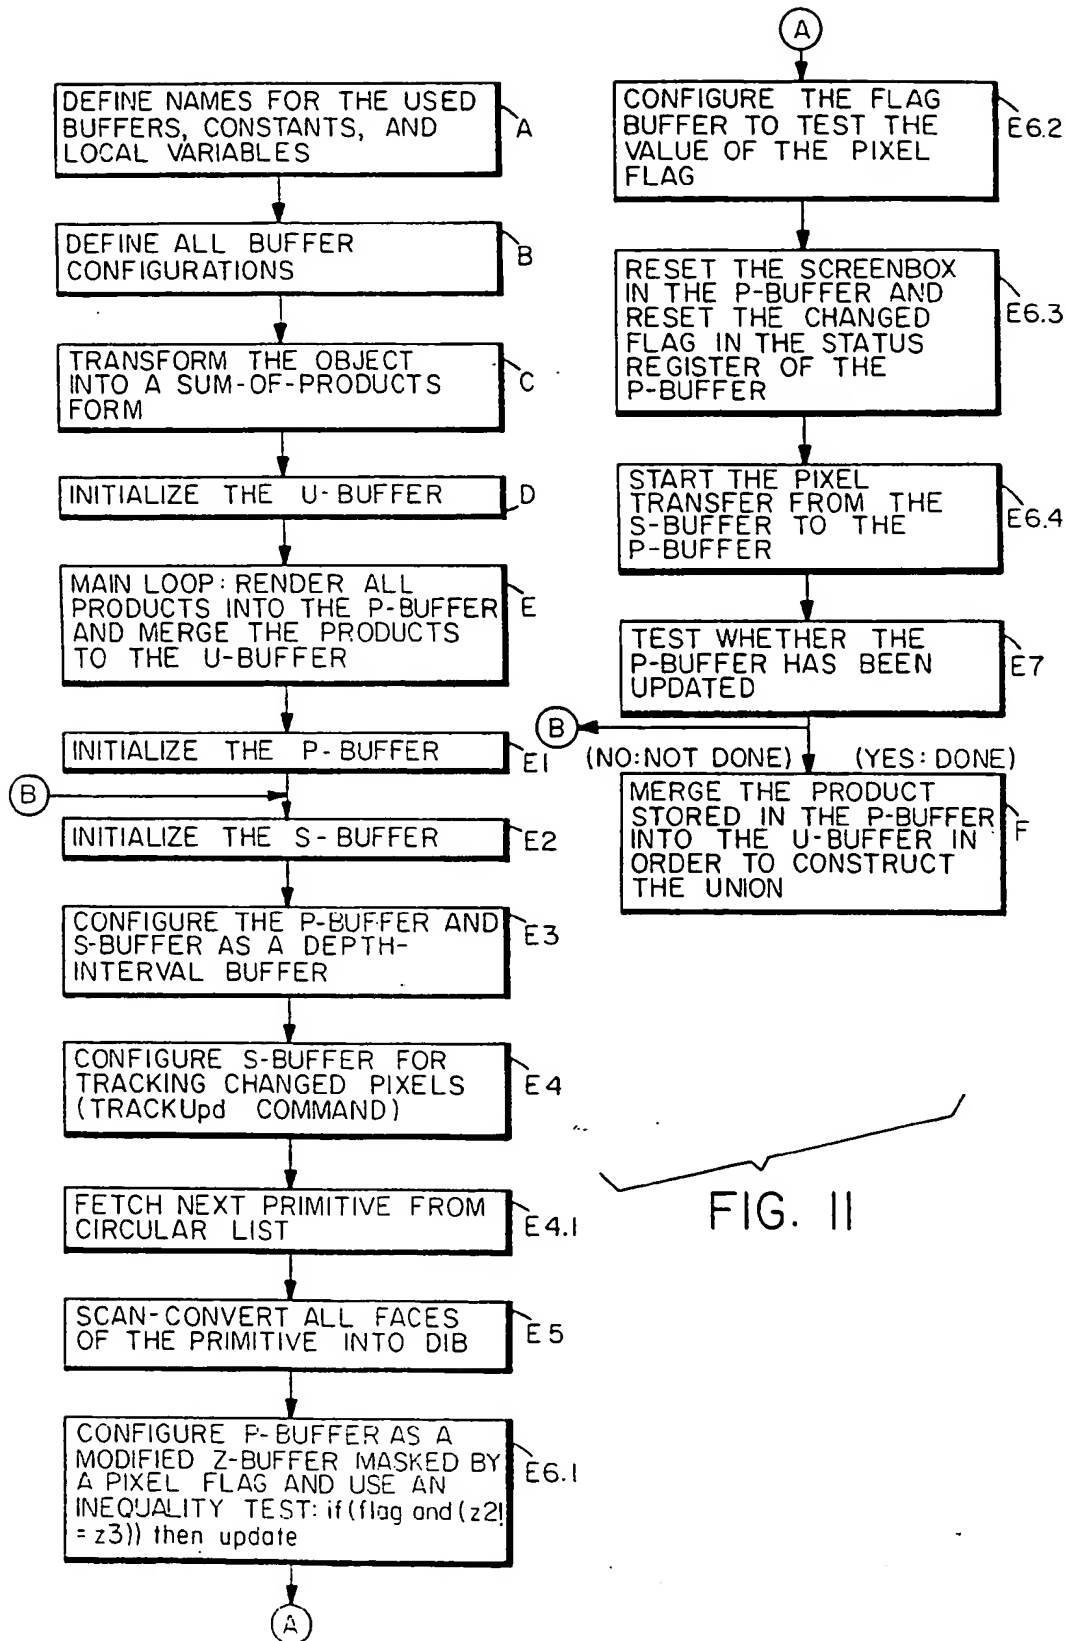 DEFINE NAMES FOR THE USED
BUFFERS, CONSTANTS, AND
LOCAL VARIABLES
A
DEFINE ALL BUFFER
CONFIGURATIONS
B
TRANSFORM THE OBJECT
INTO A SUM-OF-PRODUCTS
FORM
C
INITIALIZE THE U-BUFFER
D
MAIN LOOP: RENDER ALL
PRODUCTS INTO THE P-BUFFER
AND MERGE THE PRODUCTS
TO THE U-BUFFER
E
INITIALIZE THE P-BUFFER
E1
B
INITIALIZE THE S-BUFFER
E2
CONFIGURE THE P-BUFFER AND
S-BUFFER AS A DEPTH-
INTERVAL BUFFER
E3
CONFIGURE S-BUFFER FOR
TRACKING CHANGED PIXELS
(TRACKUpd COMMAND)
E4
FETCH NEXT PRIMITIVE FROM
CIRCULAR LIST
E4.1
SCAN-CONVERT ALL FACES
OF THE PRIMITIVE INTO DIB
E5
CONFIGURE P-BUFFER AS A
MODIFIED Z-BUFFER MASKED BY
A PIXEL FLAG AND USE AN
INEQUALITY TEST: if (flag and (z2!
= z3)) then update
E6.1
A
A
CONFIGURE THE FLAG
BUFFER TO TEST THE
VALUE OF THE PIXEL
FLAG
E6.2
RESET THE SCREENBOX
IN THE P-BUFFER AND
RESET THE CHANGED
FLAG IN THE STATUS
REGISTER OF THE
P-BUFFER
E6.3
START THE PIXEL
TRANSFER FROM THE
S-BUFFER TO THE
P-BUFFER
E6.4
TEST WHETHER THE
P-BUFFER HAS BEEN
UPDATED
E7
B
(NO: NOT DONE) (YES: DONE)
MERGE THE PRODUCT
STORED IN THE P-BUFFER
INTO THE U-BUFFER IN
ORDER TO CONSTRUCT
THE UNION
F
FIG. 11